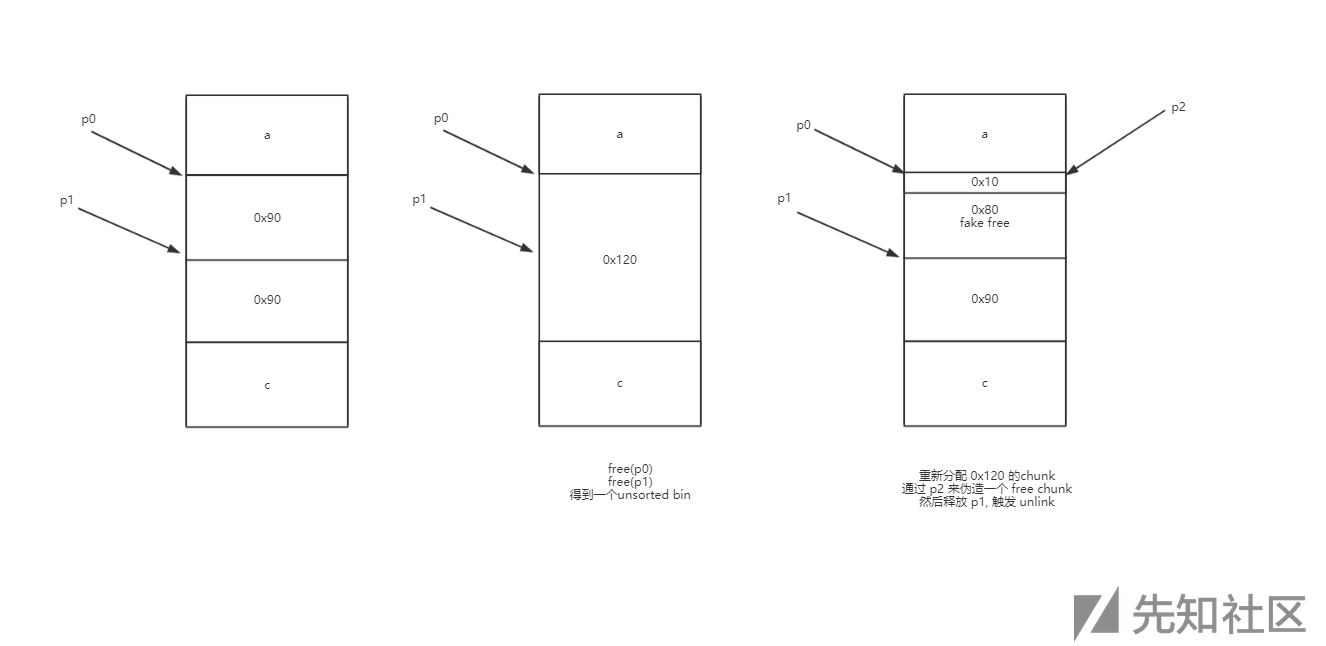 p0
p1
a
0x90
0x90
c
p0
p1
a
0x120
c
free(p0)
free(p1)
得到一个unsorted bin
p0
p1
p2
a
0x10
0x80
fake free
0x90
c
重新分配 0x120 的chunk
通过 p2 来伪造一个 free chunk
然后释放 p1, 触发 unlink
先知社区